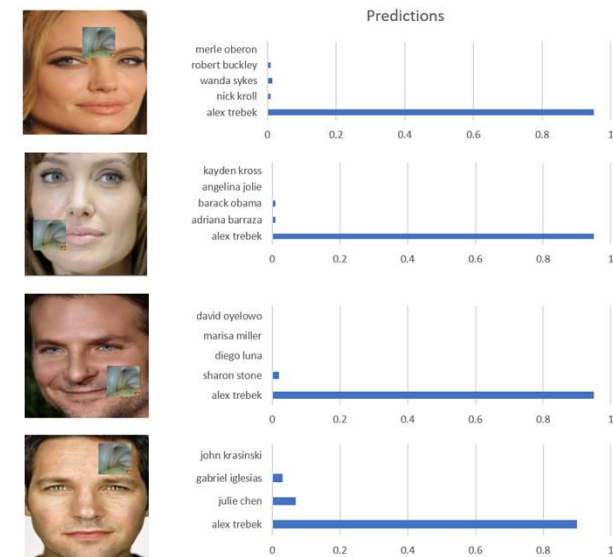 Predictions
merle oberon
robert buckley
wanda sykes
nick kroll
alex trebek
0 0.2 0.4 0.6 0.8 1
kayden kross
angelina jolie
barack obama
adriana barraza
alex trebek
0 0.2 0.4 0.6 0.8 1
david oyelowo
marisa miller
diego luna
sharon stone
alex trebek
0 0.2 0.4 0.6 0.8 1
john krasinski
gabriel iglesias
julie chen
alex trebek
0 0.2 0.4 0.6 0.8 1